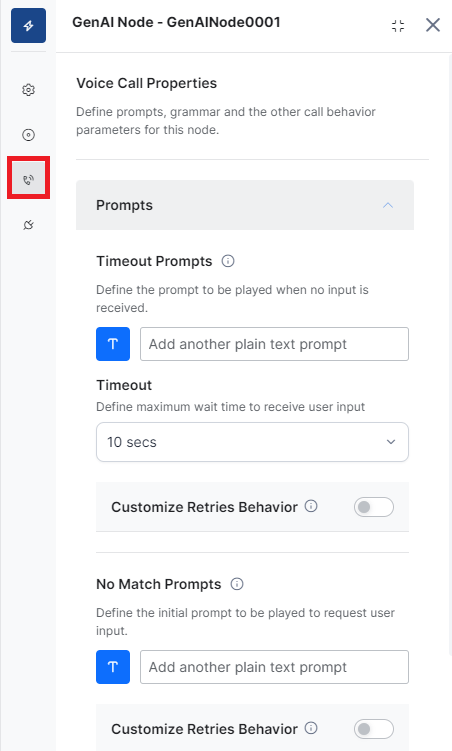 GenAI Node - GenAINode0001
Voice Call Properties
Define prompts, grammar and the other call behavior
parameters for this node.
Prompts
Timeout Prompts
Define the prompt to be played when no input is
received.
T
Add another plain text prompt
Timeout
Define maximum wait time to receive user input
10 secs
Customize Retries Behavior
No Match Prompts
Define the initial prompt to be played to request user
input.
T
Add another plain text prompt
Customize Retries Behavior